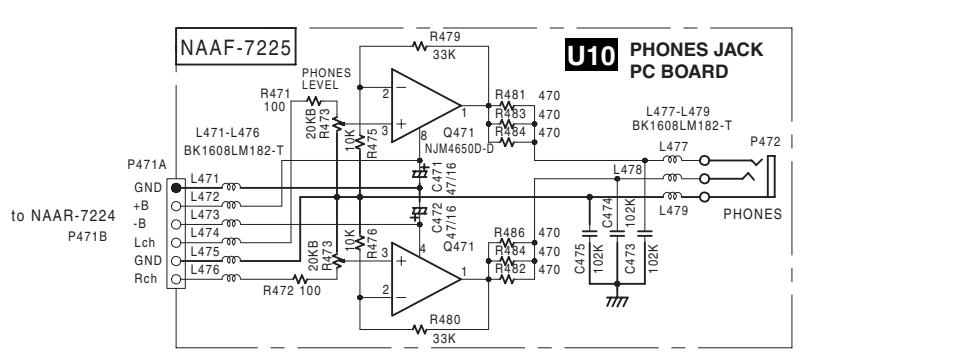 NAAF-7225
U10 PHONES JACK
PC BOARD
R479
33K
PHONES
LEVEL
R471
100
R473
20KB
2
3
1
8
10K
R475
Q471
NJM4650D-D
R481 470
R483 470
R484 470
L477-L479
BK1608LM182-T
L471-L476
BK1608LM182-T
P472
L477
L478
L479
PHONES
C471
47/16
C472
47/16
P471A
GND L471
+B L472
-B L473
Lch L474
GND L475
Rch L476
to NAAR-7224
P471B
R472 100
20KB
R473
10K
R476
4
Q471
3
2
1
R486 470
R484 470
R482 470
C475
102K
C474
102K
C473
102K
R480
33K